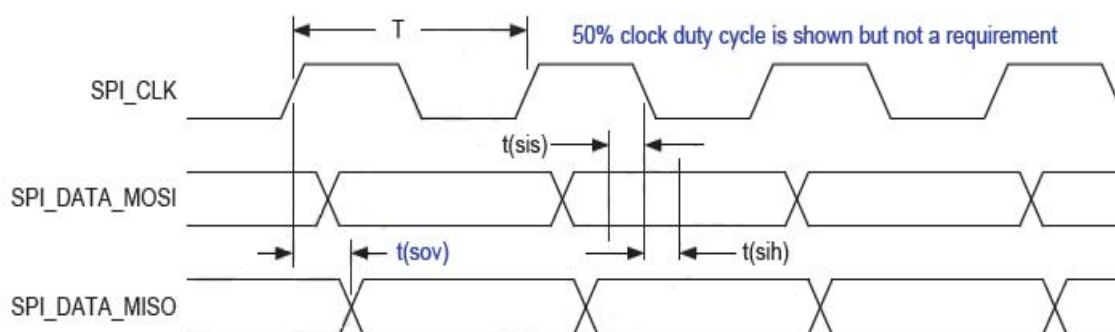 T
50% clock duty cycle is shown but not a requirement
SPI_CLK
t(sis)
SPI_DATA_MOSI
t(sov)
t(sih)
SPI_DATA_MISO